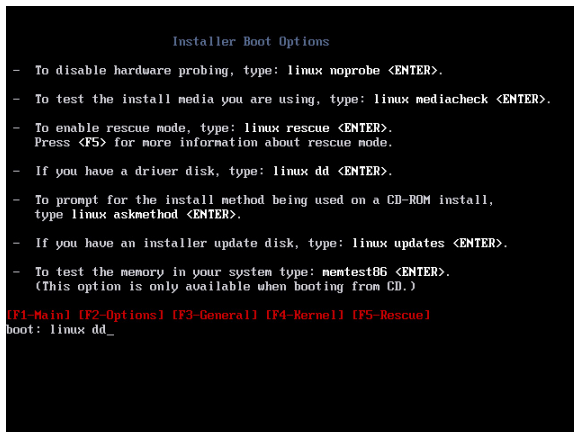 Installer Boot Options
- To disable hardware probing, type: linux noprobe <ENTER>.
- To test the install media you are using, type: linux mediacheck <ENTER>.
- To enable rescue mode, type: linux rescue <ENTER>.
Press <F5> for more information about rescue mode.
- If you have a driver disk, type: linux dd <ENTER>.
- To prompt for the install method being used on a CD-ROM install,
type linux askmethod <ENTER>.
- If you have an installer update disk, type: linux updates <ENTER>.
- To test the memory in your system type: memtest86 <ENTER>.
(This option is only available when booting from CD.)
[F1-Main] [F2-Options] [F3-General] [F4-Kernel] [F5-Rescue]
boot: linux dd_